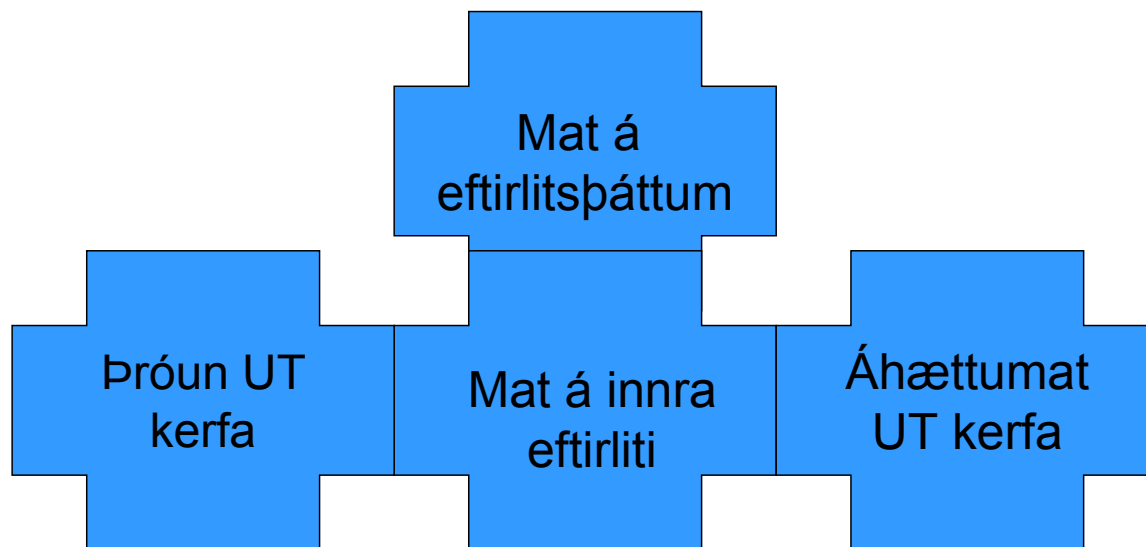 Mat á
eftirlitsþáttum
Þróun UT
kerfa
Mat á innra
eftirliti
Áhættumat
UT kerfa